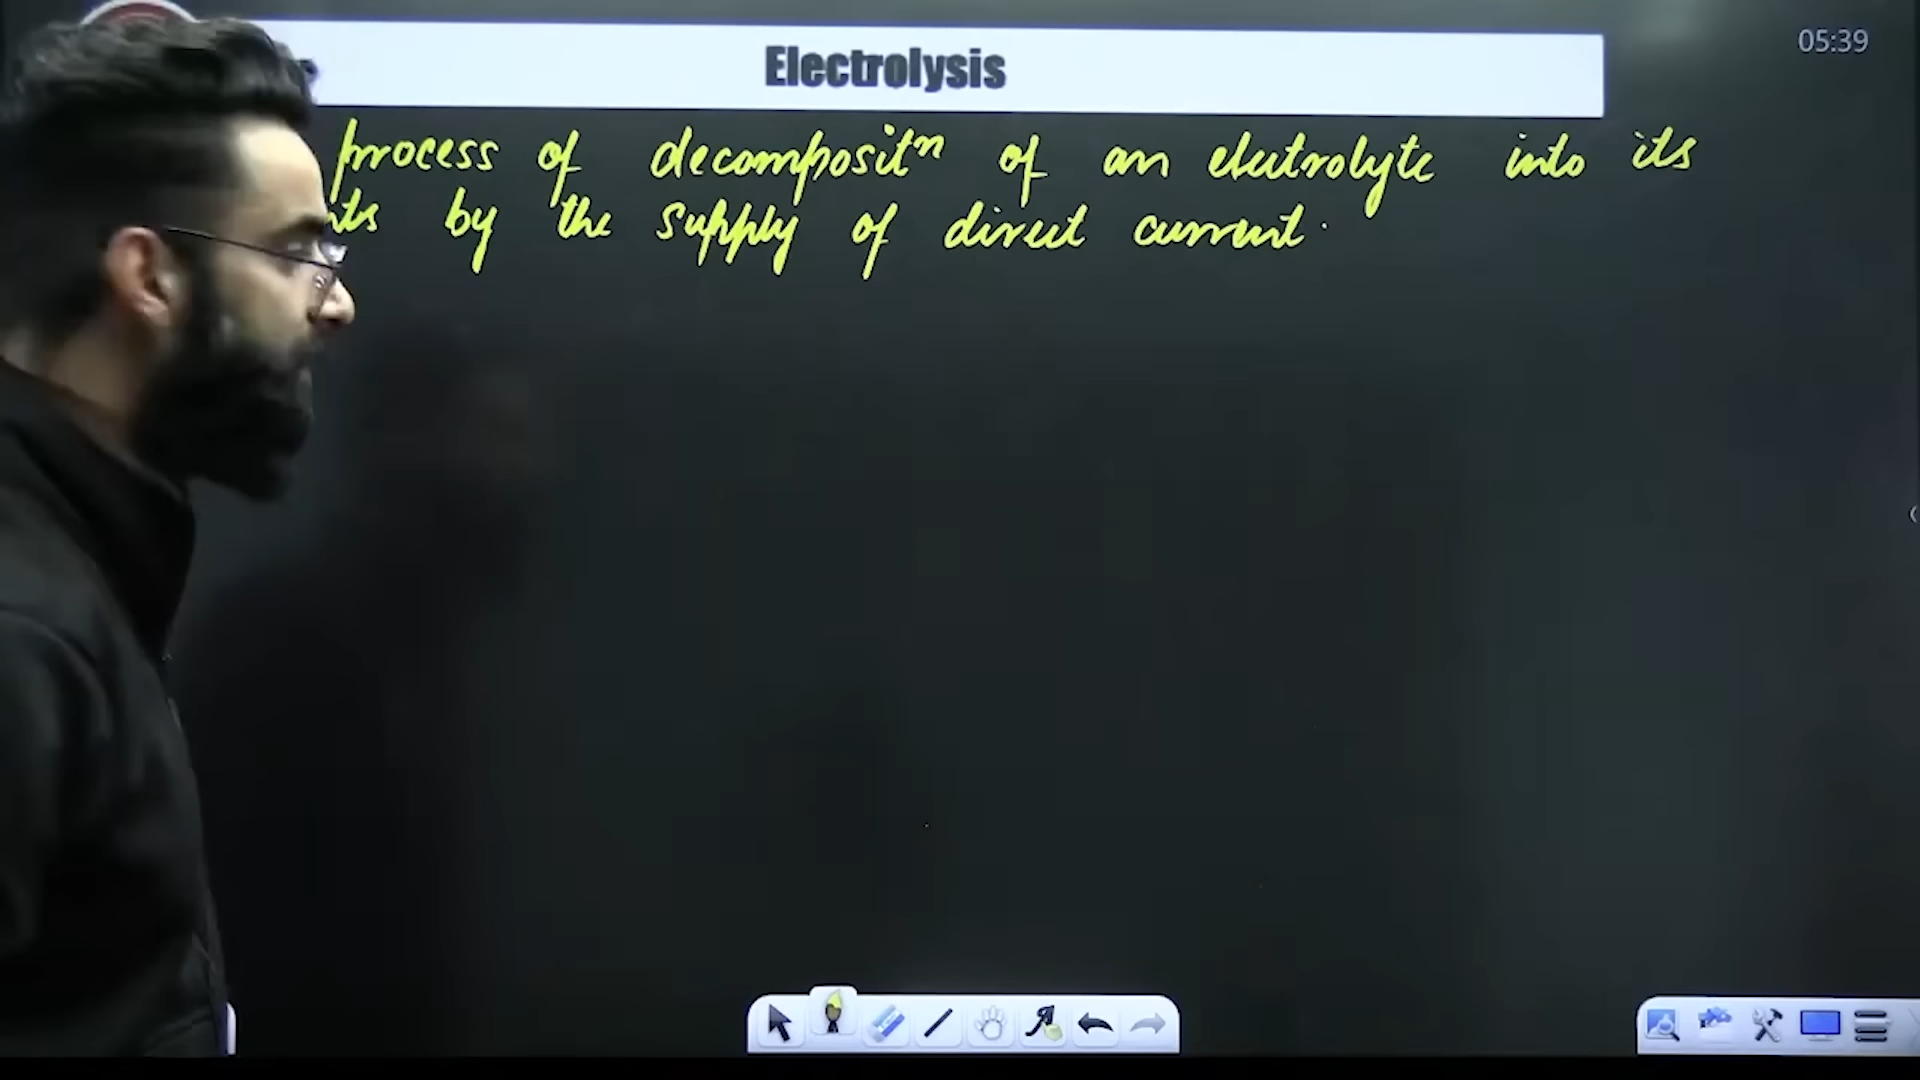 Electrolysis
05:39
process of decompositⁿ of an electrolyte into its
by the supply of direct current.